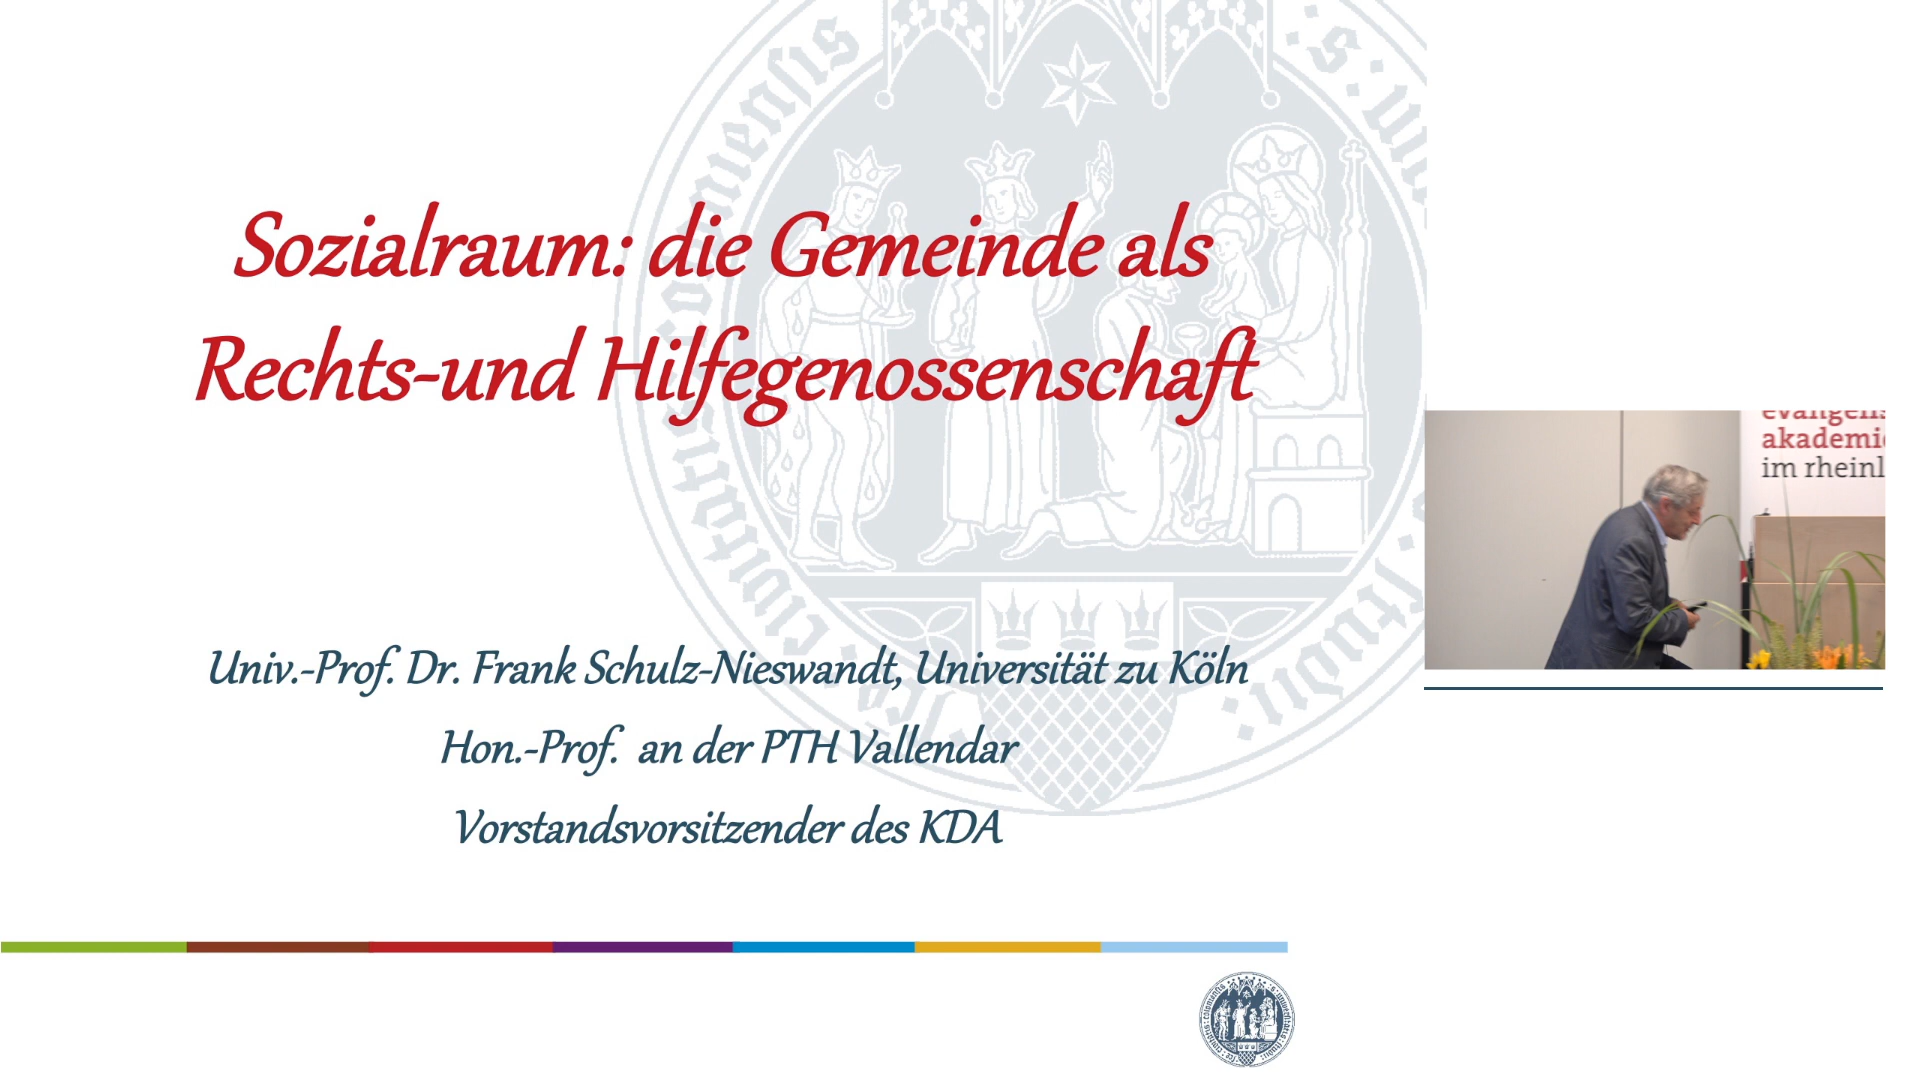 Sozialraum: die Gemeinde als
Rechts-und Hilfegenossenschaft
Univ.-Prof. Dr. Frank Schulz-Nieswandt, Universität zu Köln
Hon.-Prof. an der PTH Vallendar
Vorstandsvorsitzender des KDA
akademi
im rheinl